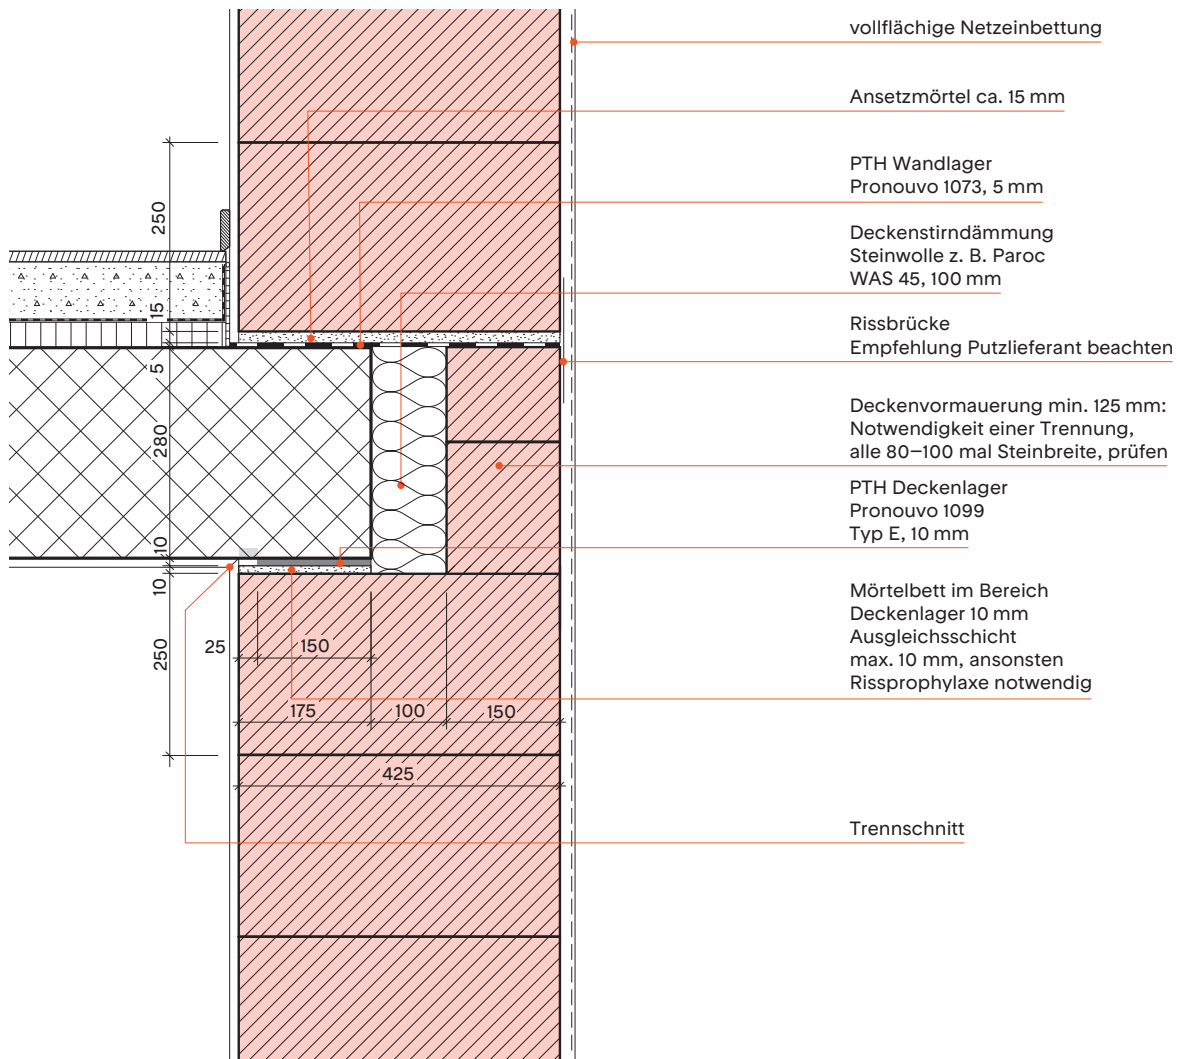 vollflächige Netzeinbettung
Ansetzmörtel ca. 15 mm
PTH Wandlager
Pronouvo 1073, 5 mm
Deckenstirndämmung
Steinwolle z. B. Paroc
WAS 45, 100 mm
Rissbrücke
Empfehlung Putzlieferant beachten
Deckenvormauerung min. 125 mm:
Notwendigkeit einer Trennung,
alle 80–100 mal Steinbreite, prüfen
PTH Deckenlager
Pronouvo 1099
Typ E, 10 mm
Mörtelbett im Bereich
Deckenlager 10 mm
Ausgleichsschicht
max. 10 mm, ansonsten
Rissprophylaxe notwendig
Trennschnitt
250
15
5
280
10
10
250
25
150
175
100
150
425